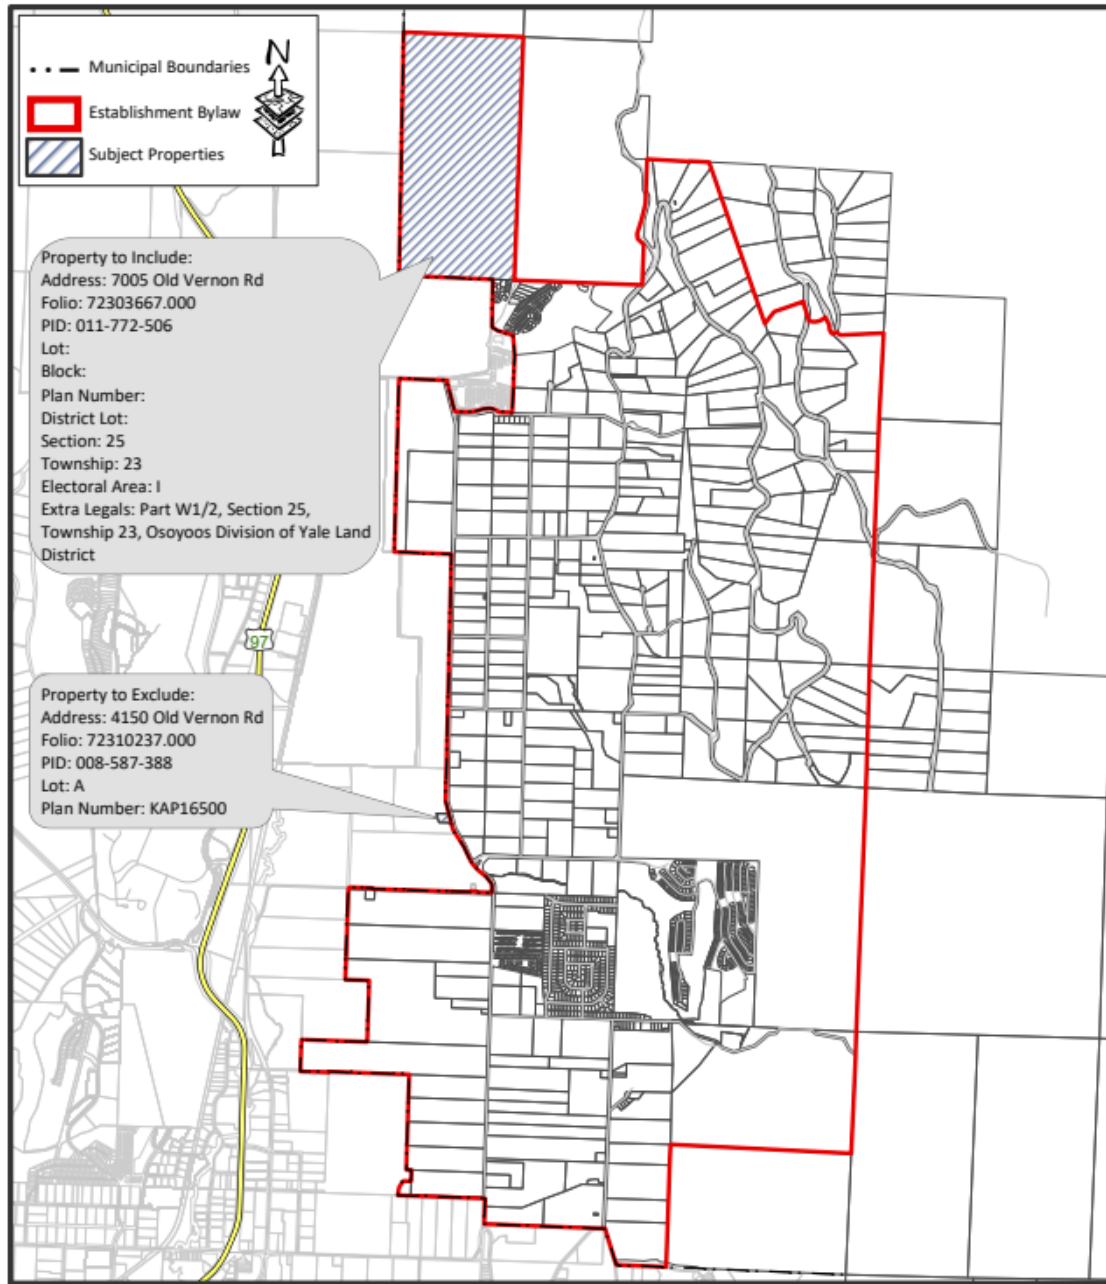 N
Municipal Boundaries
Establishment Bylaw
Subject Properties
Property to Include:
Address: 7005 Old Vernon Rd
Folio: 72303667.000
PID: 011-772-506
Lot:
Block:
Plan Number:
District Lot:
Section: 25
Township: 23
Electoral Area: I
Extra Legals: Part W1/2, Section 25,
Township 23, Osoyoos Division of Yale Land
District
97
Property to Exclude:
Address: 4150 Old Vernon Rd
Folio: 72310237.000
PID: 008-587-388
Lot: A
Plan Number: KAP16500